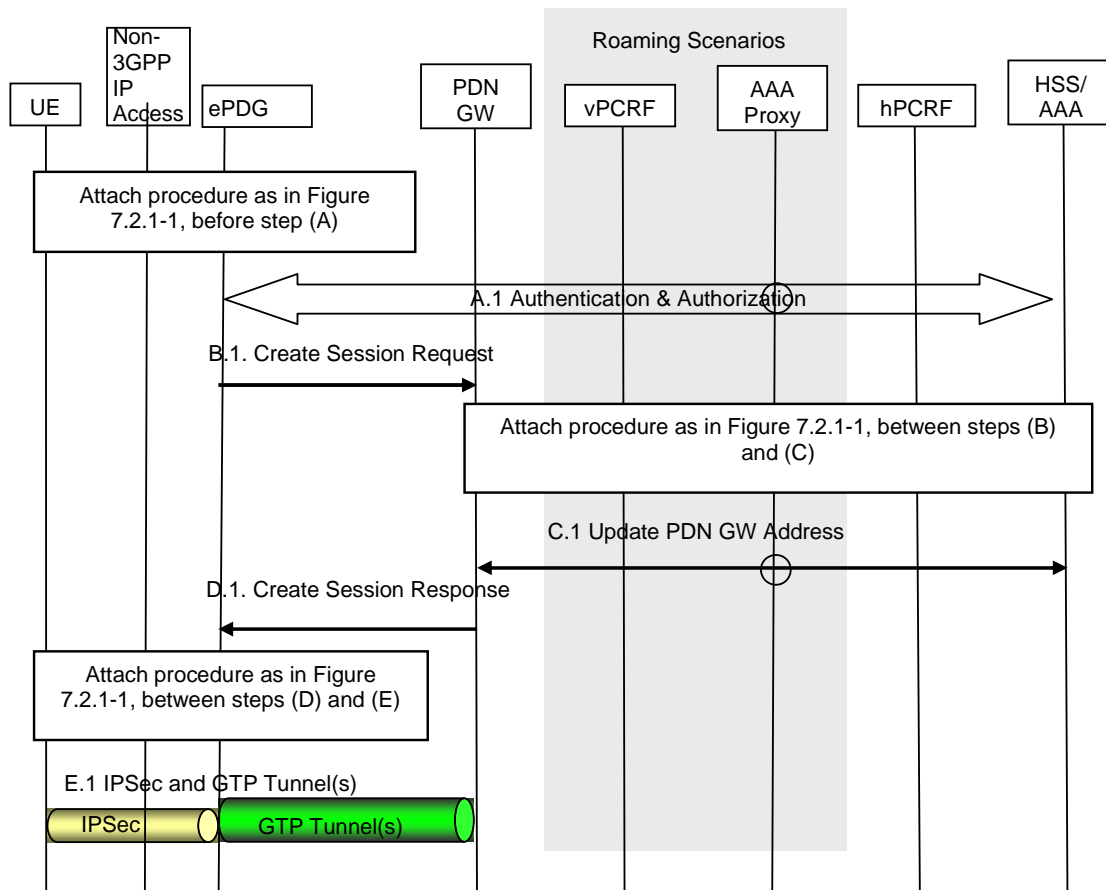 Roaming Scenarios
Non-
3GPP
IP
Access
UE
ePDG
PDN
GW
vPCRF
AAA
Proxy
hPCRF
HSS/
AAA
Attach procedure as in Figure
7.2.1-1, before step (A)
A.1 Authentication & Authorization
B.1. Create Session Request
Attach procedure as in Figure 7.2.1-1, between steps (B)
and (C)
C.1 Update PDN GW Address
D.1. Create Session Response
Attach procedure as in Figure
7.2.1-1, between steps (D) and (E)
E.1 IPSec and GTP Tunnel(s)
IPSec
GTP Tunnel(s)